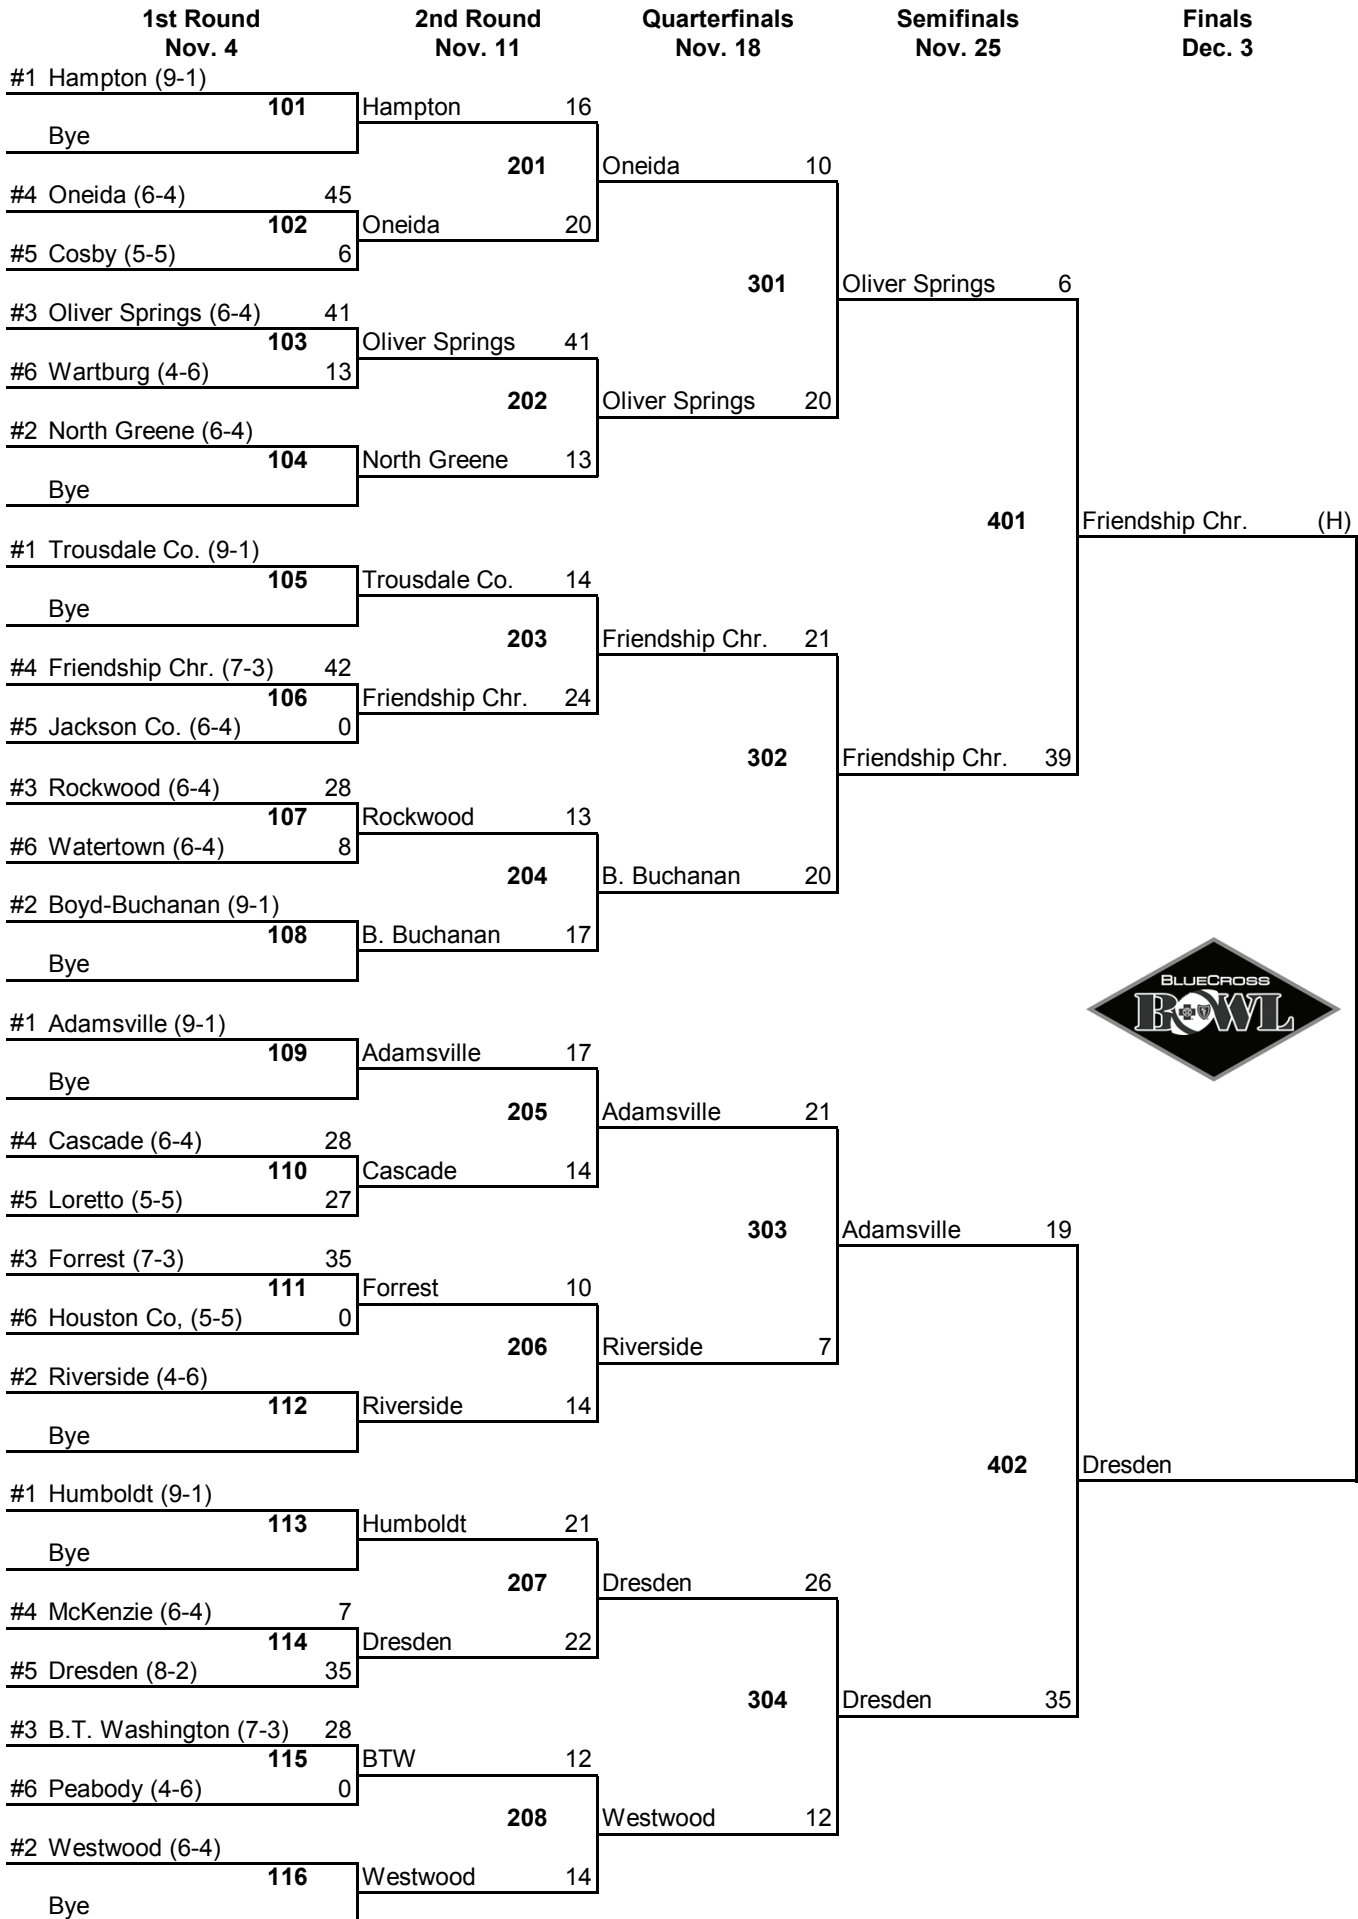 1st Round 2nd Round Quarterfinals Semifinals Finals
Nov. 4 Nov. 11 Nov. 18 Nov. 25 Dec. 3
#1 Hampton (9-1)
101 Hampton 16
Bye
201 Oneida 10
#4 Oneida (6-4) 45
102 Oneida 20
#5 Cosby (5-5) 6
301 Oliver Springs 6
#3 Oliver Springs (6-4) 41
103 Oliver Springs 41
#6 Wartburg (4-6) 13
202 Oliver Springs 20
#2 North Greene (6-4)
104 North Greene 13
Bye
401 Friendship Chr. (H)
#1 Trousdale Co. (9-1)
105 Trousdale Co. 14
Bye
203 Friendship Chr. 21
#4 Friendship Chr. (7-3) 42
106 Friendship Chr. 24
#5 Jackson Co. (6-4) 0
302 Friendship Chr. 39
#3 Rockwood (6-4) 28
107 Rockwood 13
#6 Watertown (6-4) 8
204 B. Buchanan 20
#2 Boyd-Buchanan (9-1)
108 B. Buchanan 17
Bye
BLUECROSS
BOWL
#1 Adamsville (9-1)
109 Adamsville 17
Bye
205 Adamsville 21
#4 Cascade (6-4) 28
110 Cascade 14
#5 Loretto (5-5) 27
303 Adamsville 19
#3 Forrest (7-3) 35
111 Forrest 10
#6 Houston Co, (5-5) 0
206 Riverside 7
#2 Riverside (4-6)
112 Riverside 14
Bye
402 Dresden
#1 Humboldt (9-1)
113 Humboldt 21
Bye
207 Dresden 26
#4 McKenzie (6-4) 7
114 Dresden 22
#5 Dresden (8-2) 35
304 Dresden 35
#3 B.T. Washington (7-3) 28
115 BTW 12
#6 Peabody (4-6) 0
208 Westwood 12
#2 Westwood (6-4)
116 Westwood 14
Bye